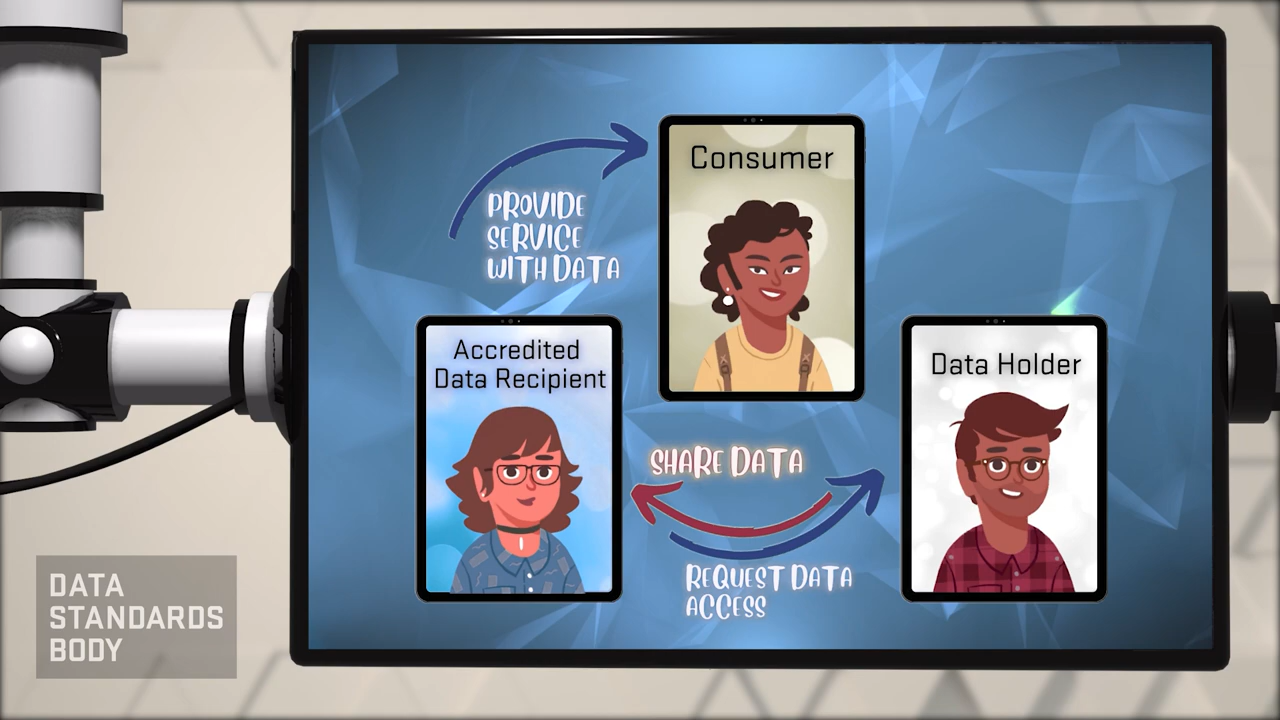 Consumer
PROVIDE
SERVICE
WITH DATA
Accredited
Data Recipient
Data Holder
SHARE DATA
REQUEST DATA
ACCESS
DATA
STANDARDS
BODY